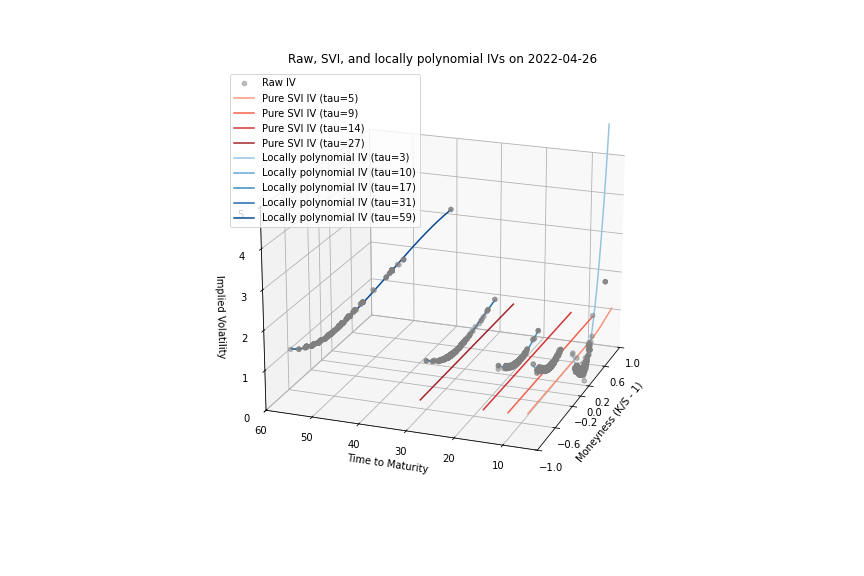 Raw, SVI, and locally polynomial IVs on 2022-04-26
Raw IV
Pure SVI IV (tau=5)
Pure SVI IV (tau=9)
Pure SVI IV (tau=14)
Pure SVI IV (tau=27)
Locally polynomial IV (tau=3)
Locally polynomial IV (tau=10)
Locally polynomial IV (tau=17)
Locally polynomial IV (tau=31)
Locally polynomial IV (tau=59)
5
4
3
2
1
0
Implied Volatility
60
50
40
30
20
10
Time to Maturity
1.0
0.6
0.2
0.0
−0.2
−0.6
−1.0
Moneyness (K/S - 1)